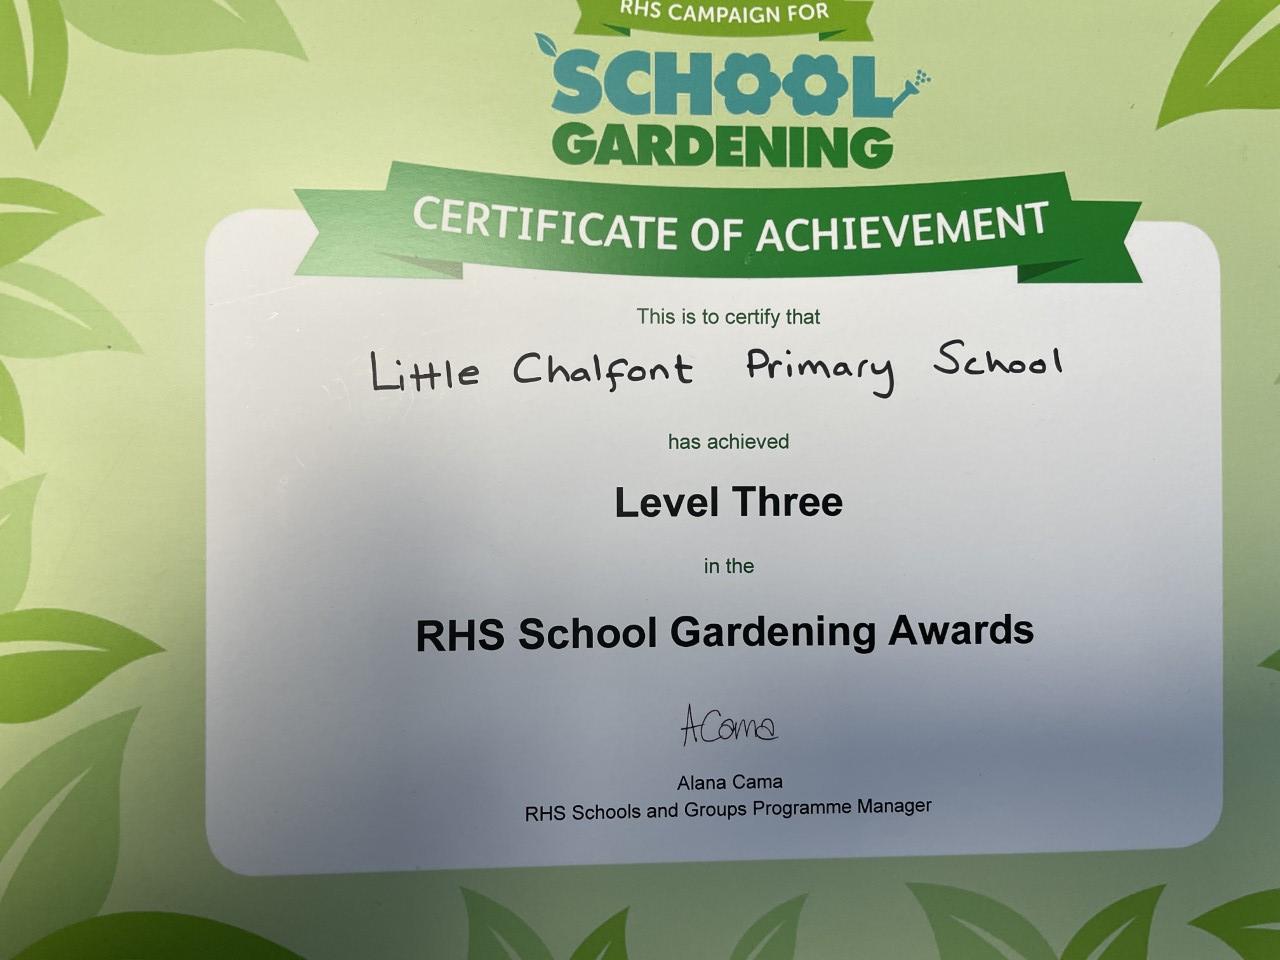 RHS CAMPAIGN FOR
SCHOOL
GARDENING
CERTIFICATE OF ACHIEVEMENT
This is to certify that
Little Chalfont Primary School
has achieved
Level Three
in the
RHS School Gardening Awards
ACama
Alana Cama
RHS Schools and Groups Programme Manager